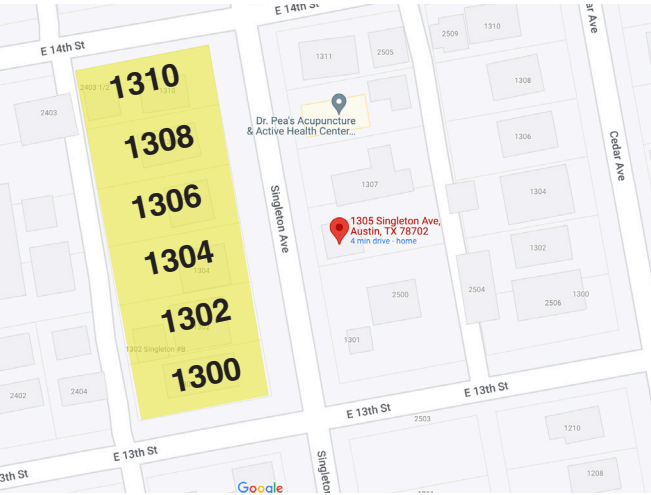 E 14th St
E 14th St
ar Ave
1310
2509
1311
2505
2403 1/2
1310
1310
2403
1308
Dr. Pea's Acupuncture
& Active Health Center...
1308
1306
Cedar Ave
1306
Singleton Ave
1307
1304
1305 Singleton Ave,
Austin, TX 78702
4 min drive - home
1304
1304
1302
2504
2500
2506
1300
1302
1302 Singleton #B
1301
1300
2402
2404
E 13th St
E 13th St
2503
E 13th St
3th St
Singleton
1210
1208
Google